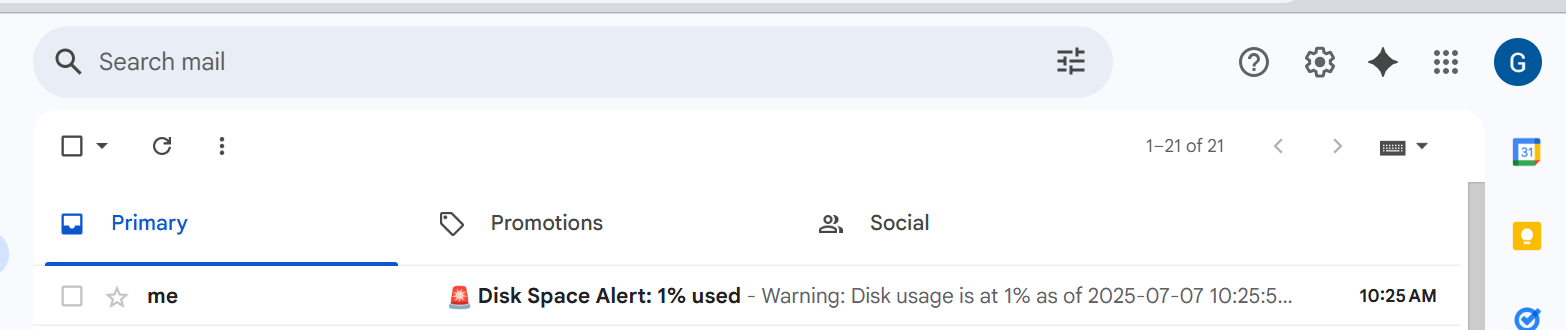 Search mail
G
1–21 of 21
31
Primary
Promotions
Social
me
🚨 Disk Space Alert: 1% used - Warning: Disk usage is at 1% as of 2025-07-07 10:25:5...
10:25 AM